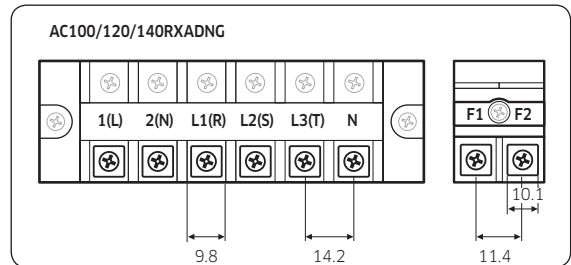 AC100/120/140RXADNG
1(L) 2(N) L1(R) L2(S) L3(T) N
F1 F2
10.1
9.8 14.2 11.4